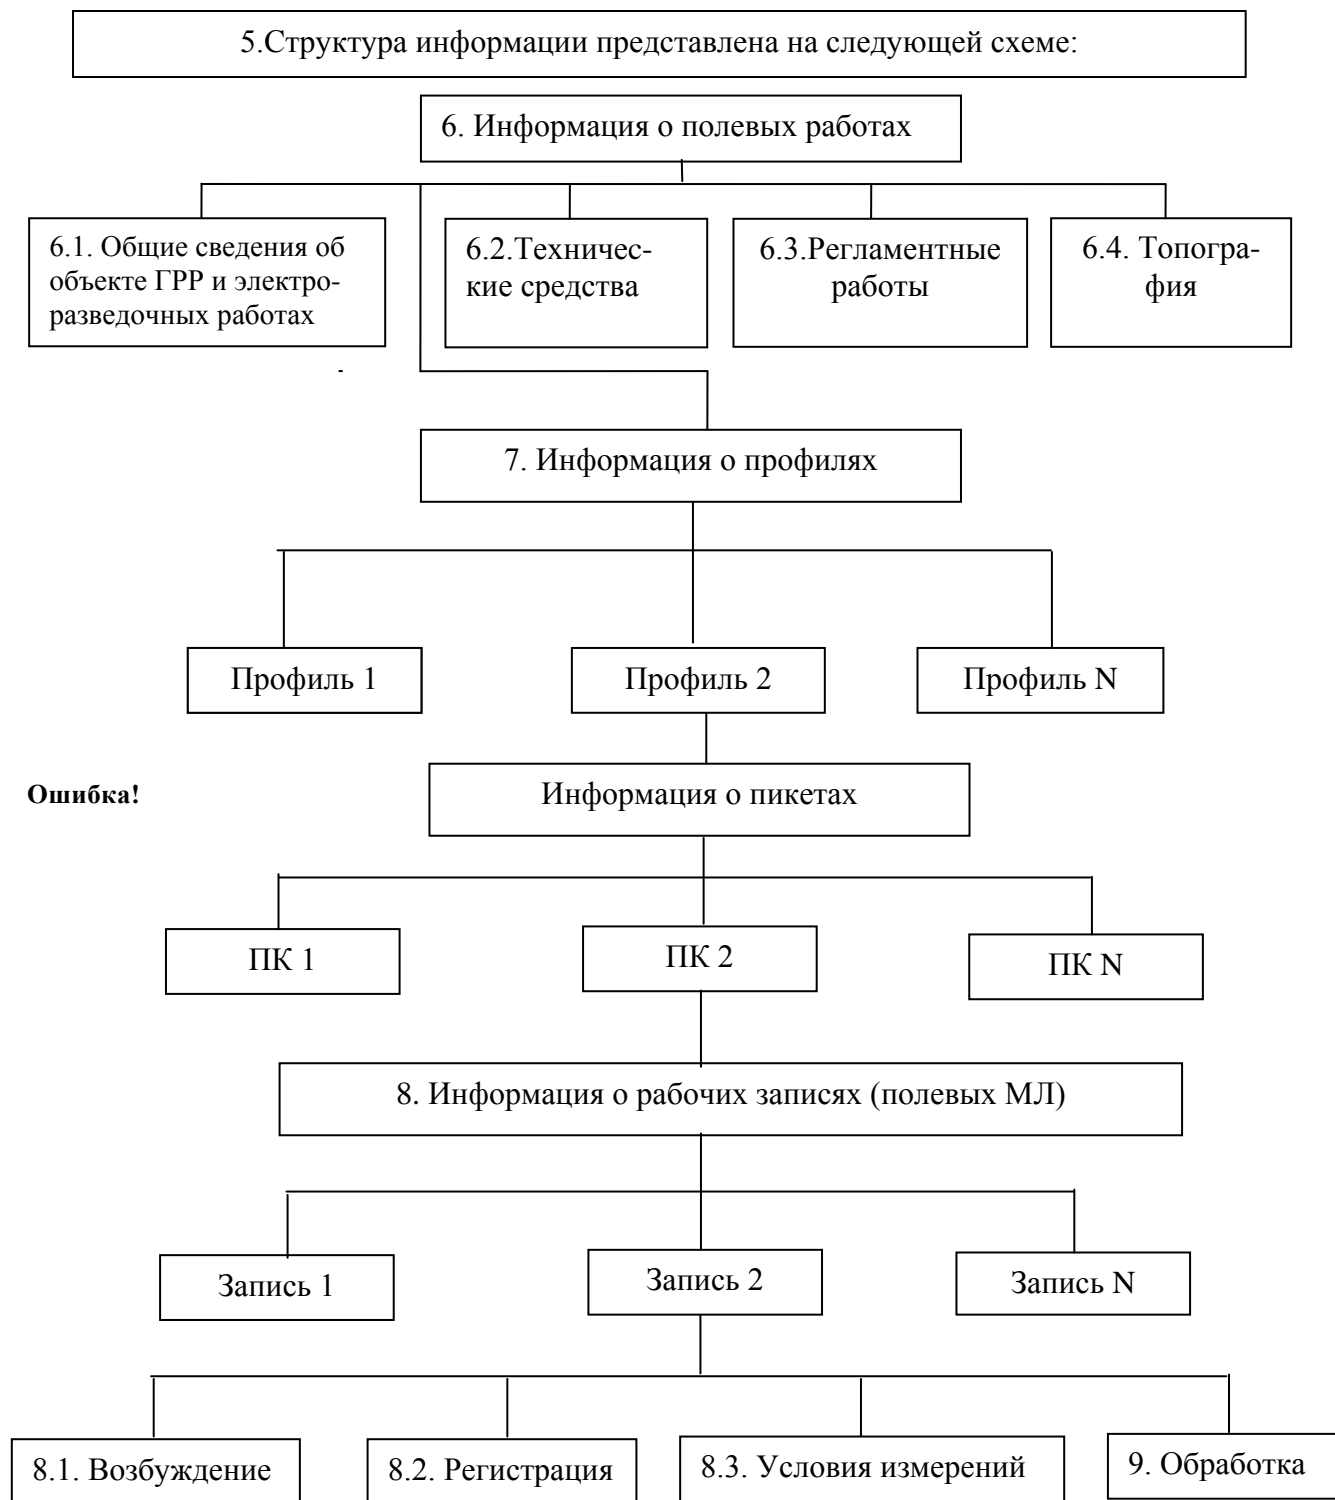 5.Структура информации представлена на следующей схеме:
6. Информация о полевых работах
6.1. Общие сведения об
объекте ГРР и электро-
разведочных работах
6.2.Техничес-
кие средства
6.3.Регламентные
работы
6.4. Топогра-
фия
7. Информация о профилях
Профиль 1
Профиль 2
Профиль N
Ошибка!
Информация о пикетах
ПК 1
ПК 2
ПК N
8. Информация о рабочих записях (полевых МЛ)
Запись 1
Запись 2
Запись N
8.1. Возбуждение
8.2. Регистрация
8.3. Условия измерений
9. Обработка